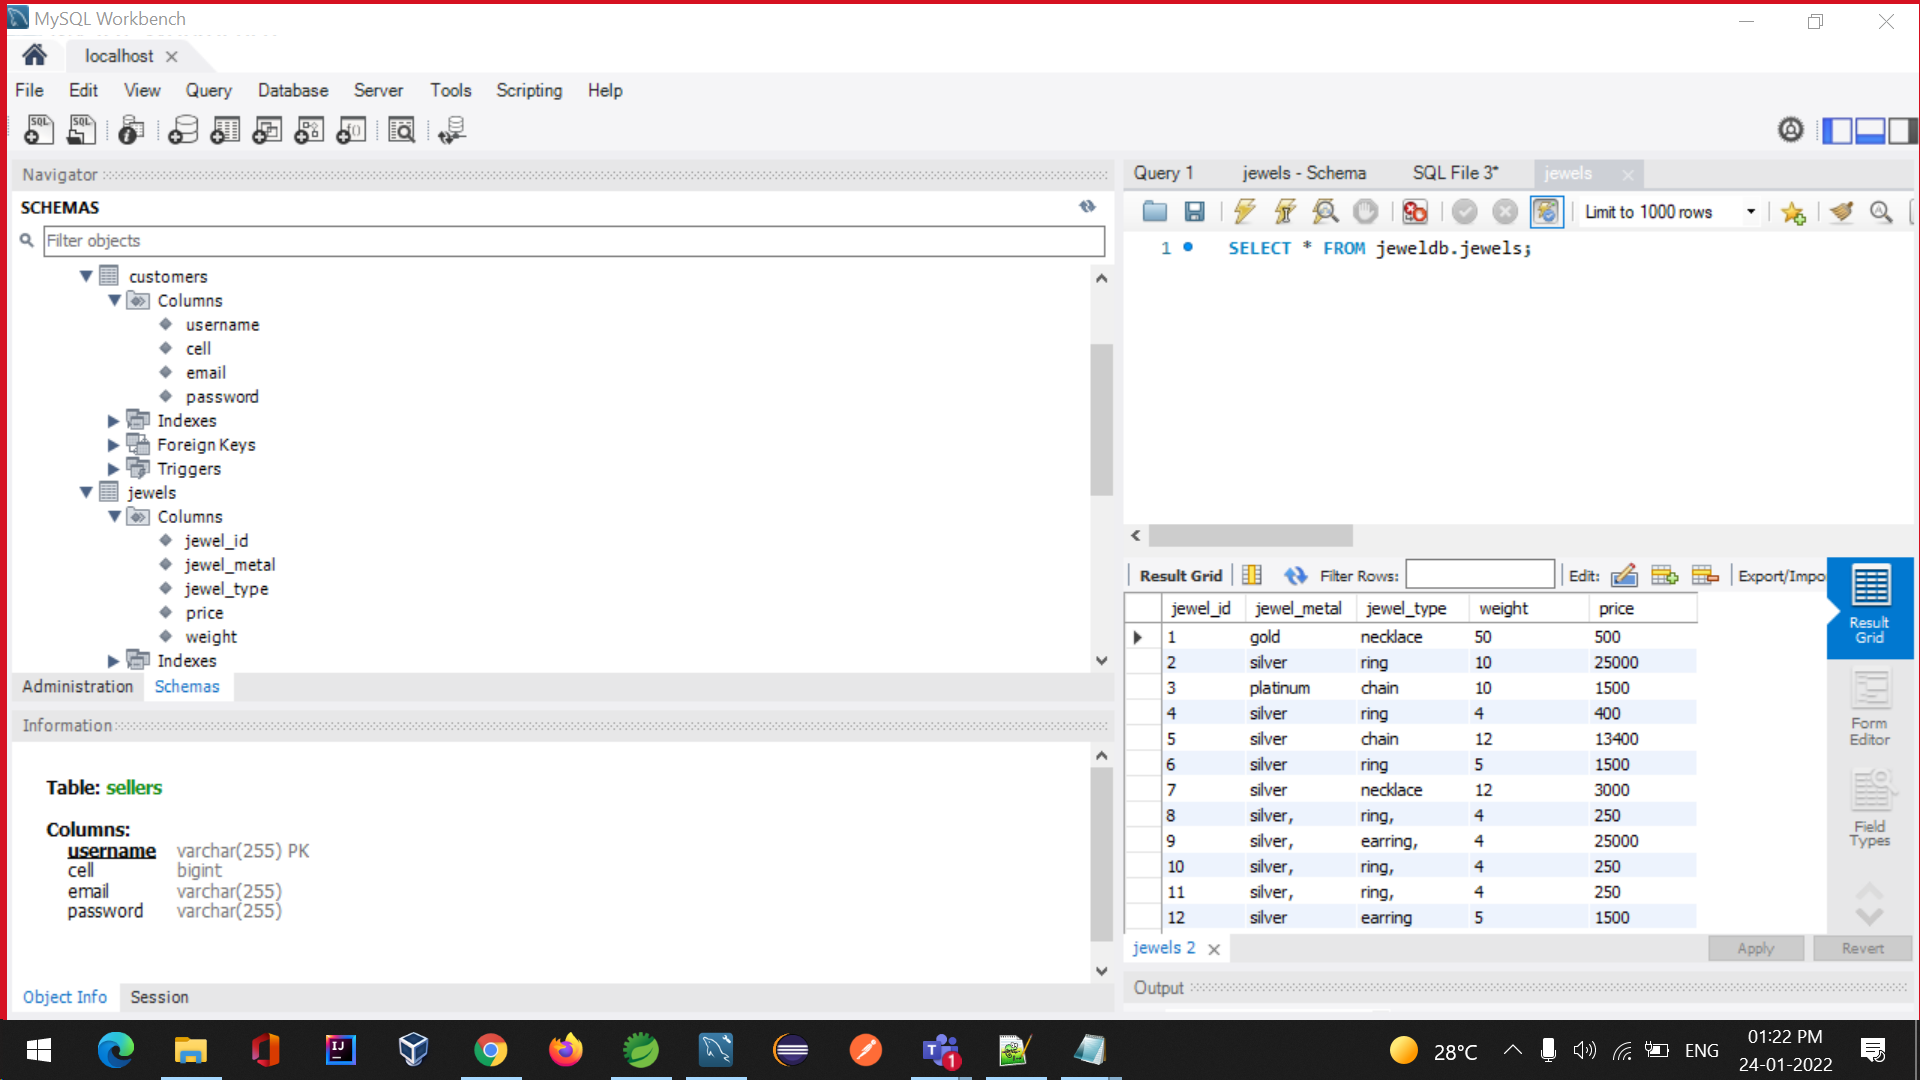 MySQL Workbench
localhost
File Edit View Query Database Server Tools Scripting Help
Navigator
SCHEMAS
Filter objects
customers
Columns
username
cell
email
password
Indexes
Foreign Keys
Triggers
jewels
Columns
jewel_id
jewel_metal
jewel_type
price
weight
Indexes
Administration Schemas
Information
Table: sellers
Columns:
username varchar(255) PK
cell bigint
email varchar(255)
password varchar(255)
Object Info Session
Query 1 jewels - Schema SQL File 3* jewels
Limit to 1000 rows
1 SELECT * FROM jeweldb.jewels;
Result Grid Filter Rows: Edit: Export/Impo
jewel_id jewel_metal jewel_type weight price
1 gold necklace 50 500
2 silver ring 10 25000
3 platinum chain 10 1500
4 silver ring 4 400
5 silver chain 12 13400
6 silver ring 5 1500
7 silver necklace 12 3000
8 silver, ring, 4 250
9 silver, earring, 4 25000
10 silver, ring, 4 250
11 silver, ring, 4 250
12 silver earring 5 1500
Result
Grid
Form
Editor
Field
Types
jewels 2
Apply Revert
Output
28°C ENG
01:22 PM
24-01-2022